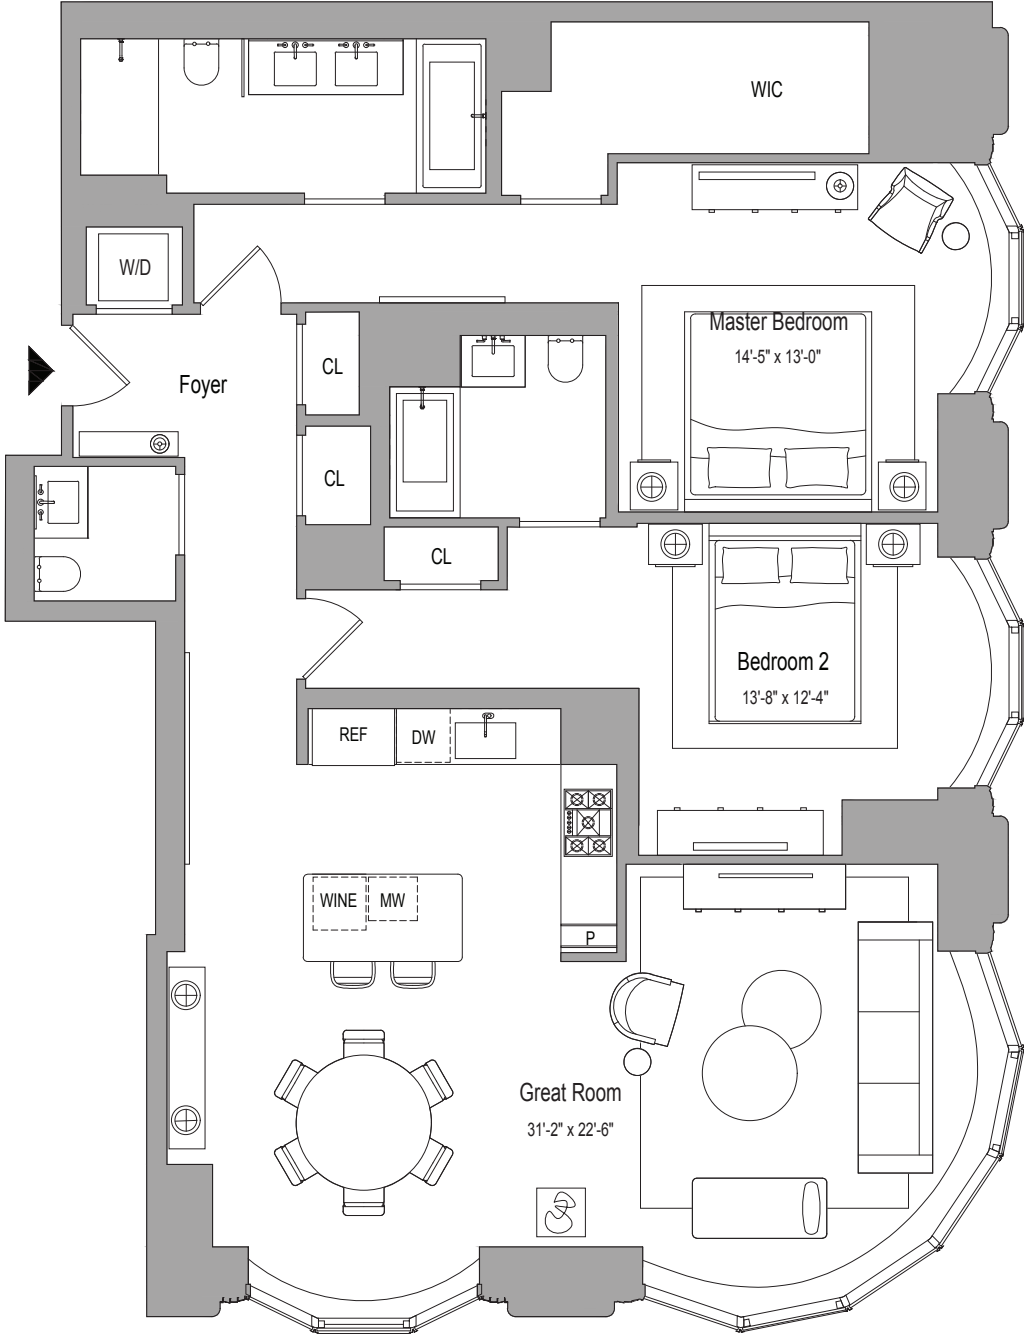 WIC
W/D
Master Bedroom
14'-5" x 13'-0"
CL
Foyer
CL
CL
Bedroom 2
13'-8" x 12'-4"
REF
DW
WINE
MW
P
Great Room
31'-2" x 22'-6"